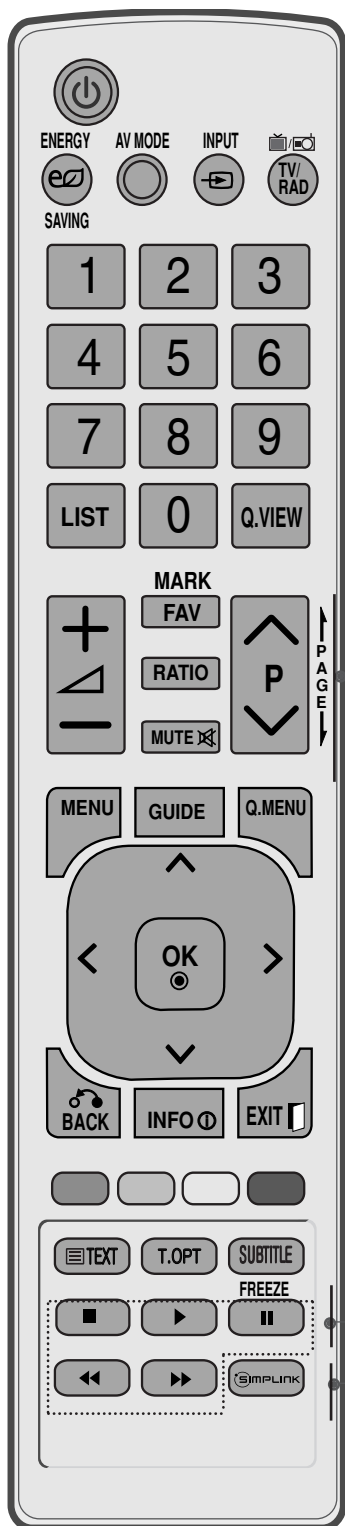 ENERGY AV MODE INPUT
TV/
RAD
SAVING
1 2 3
4 5 6
7 8 9
LIST 0 Q.VIEW
MARK
FAV
RATIO
P
MUTE
PAGE
MENU GUIDE Q.MENU
OK
BACK INFO EXIT
TEXT T.OPT SUBTITLE
FREEZE
SIMPLINK